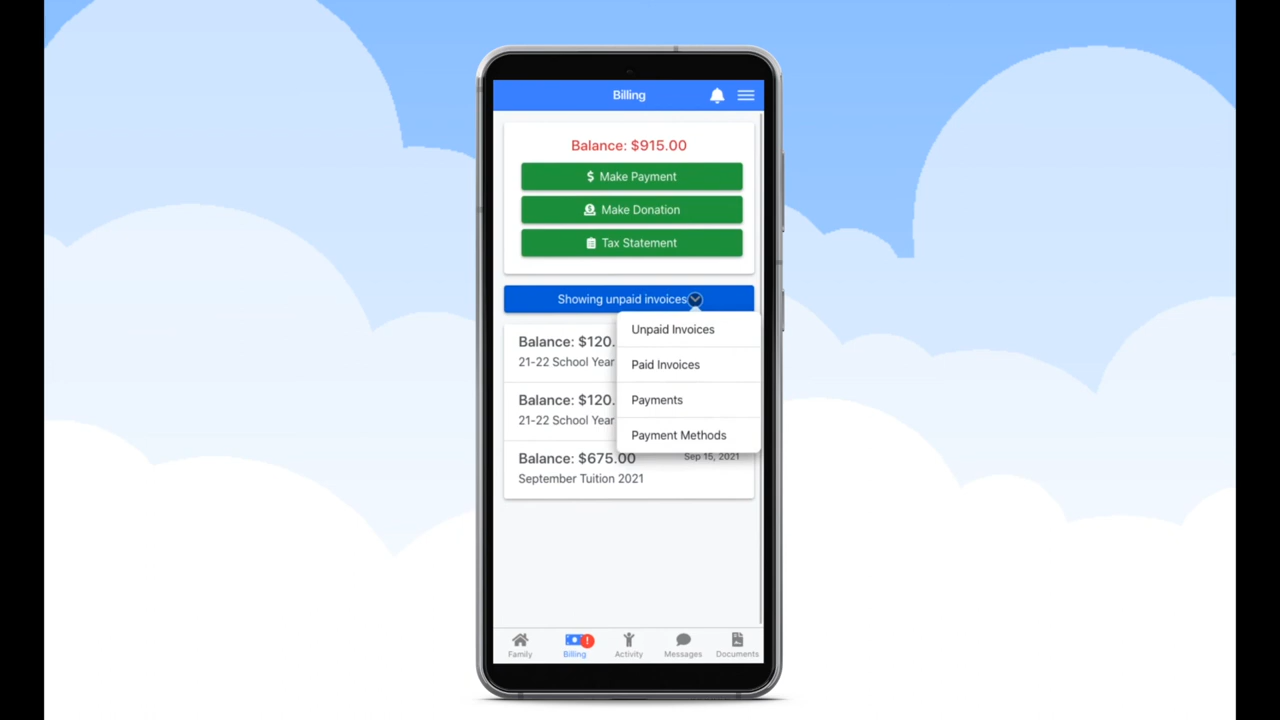 Billing
Balance: $915.00
$ Make Payment
Make Donation
Tax Statement
Showing unpaid invoices
Unpaid Invoices
Paid Invoices
Payments
Payment Methods
Balance: $120.
21-22 School Year
Balance: $120.
21-22 School Year
Balance: $675.00
Sep 15, 2021
September Tuition 2021
!
Family
Billing
Activity
Messages
Documents